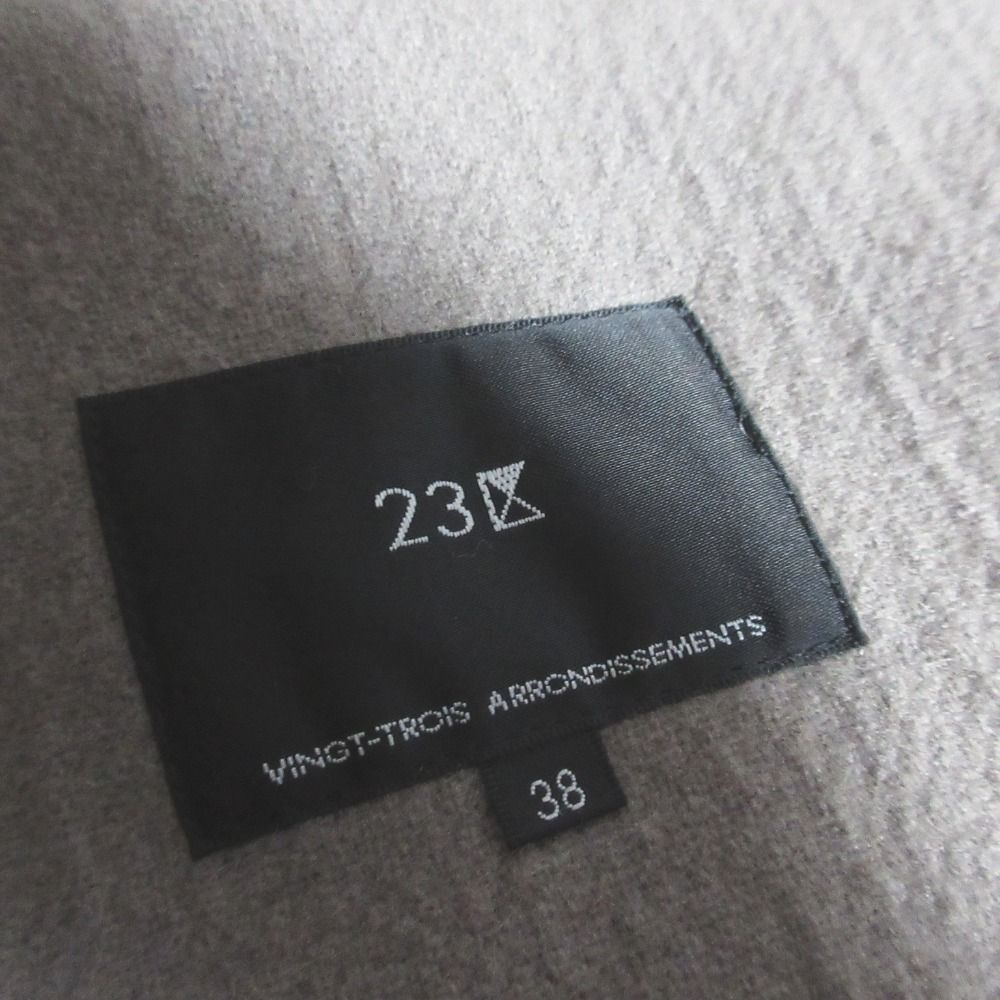 23区
VINGT-TROIS ARRONDISSEMENTS
38